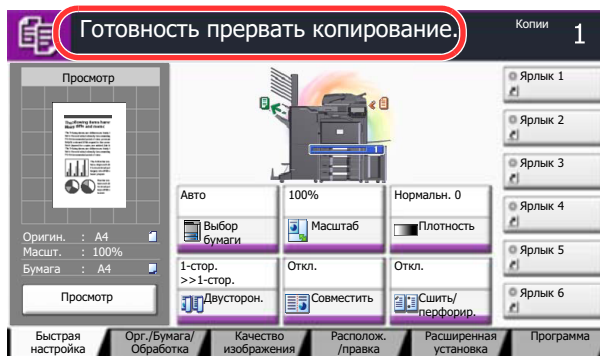 Готовность прервать копирование.
Копии 1
Просмотр
Оригин. : A4
Масшт. : 100%
Бумага : A4
Просмотр
Авто
Выбор
бумаги
100%
Масштаб
Нормальн. 0
Плотность
1-стор.
>>1-стор.
Двусторон.
Откл.
Совместить
Откл.
Сшить/
перфорир.
Ярлык 1
Ярлык 2
Ярлык 3
Ярлык 4
Ярлык 5
Ярлык 6
Быстрая
настройка
Орг./Бумага/
Обработка
Качество
изображения
Располож.
/правка
Расширенная
установка
Программа